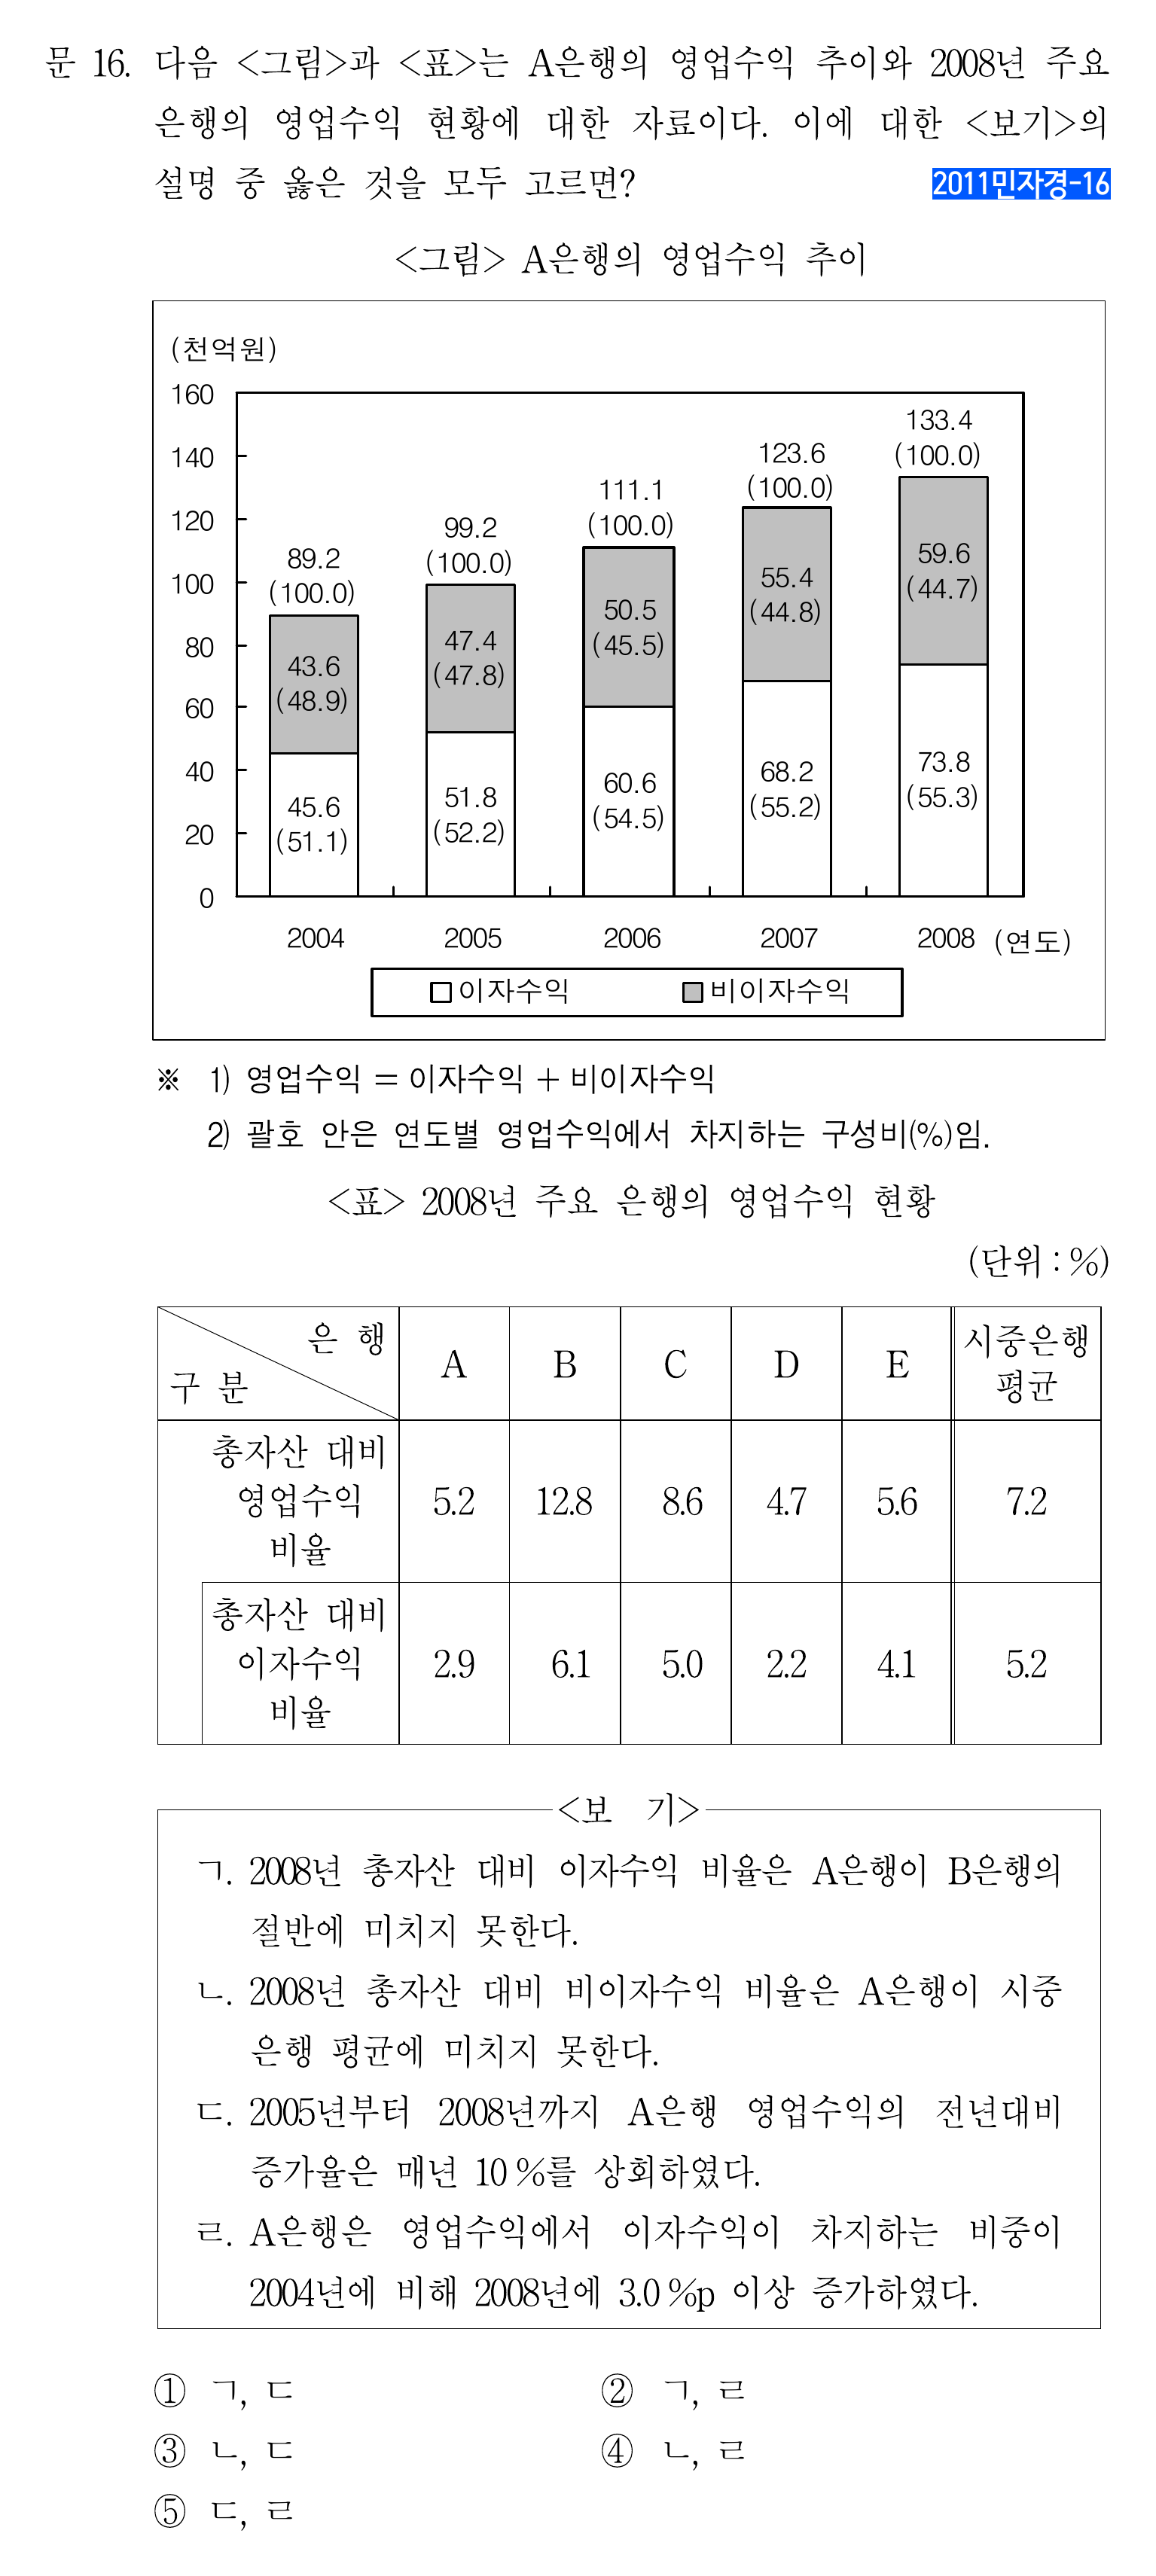 문 16. 다음 <그림>과 <표>는 A은행의 영업수익 추이와 2008년 주요
은행의 영업수익 현황에 대한 자료이다. 이에 대한 <보기>의
설명 중 옳은 것을 모두 고르면?
2011민자경-16
<그림> A은행의 영업수익 추이
(천억원)
160
140
120
100
80
60
40
20
0
89.2
(100.0)
43.6
(48.9)
45.6
(51.1)
99.2
(100.0)
47.4
(47.8)
51.8
(52.2)
111.1
(100.0)
50.5
(45.5)
60.6
(54.5)
123.6
(100.0)
55.4
(44.8)
68.2
(55.2)
133.4
(100.0)
59.6
(44.7)
73.8
(55.3)
2004 2005 2006 2007 2008 (연도)
이자수익 비이자수익
※ 1) 영업수익 = 이자수익 + 비이자수익
2) 괄호 안은 연도별 영업수익에서 차지하는 구성비(%)임.
<표> 2008년 주요 은행의 영업수익 현황
(단위 : %)
은 행
구 분
A B C D E 시중은행
평균
총자산 대비
영업수익
비율
5.2 12.8 8.6 4.7 5.6 7.2
총자산 대비
이자수익
비율
2.9 6.1 5.0 2.2 4.1 5.2
<보 기>
ㄱ. 2008년 총자산 대비 이자수익 비율은 A은행이 B은행의
절반에 미치지 못한다.
ㄴ. 2008년 총자산 대비 비이자수익 비율은 A은행이 시중
은행 평균에 미치지 못한다.
ㄷ. 2005년부터 2008년까지 A은행 영업수익의 전년대비
증가율은 매년 10 %를 상회하였다.
ㄹ. A은행은 영업수익에서 이자수익이 차지하는 비중이
2004년에 비해 2008년에 3.0 %p 이상 증가하였다.
① ㄱ, ㄷ ② ㄱ, ㄹ
③ ㄴ, ㄷ ④ ㄴ, ㄹ
⑤ ㄷ, ㄹ